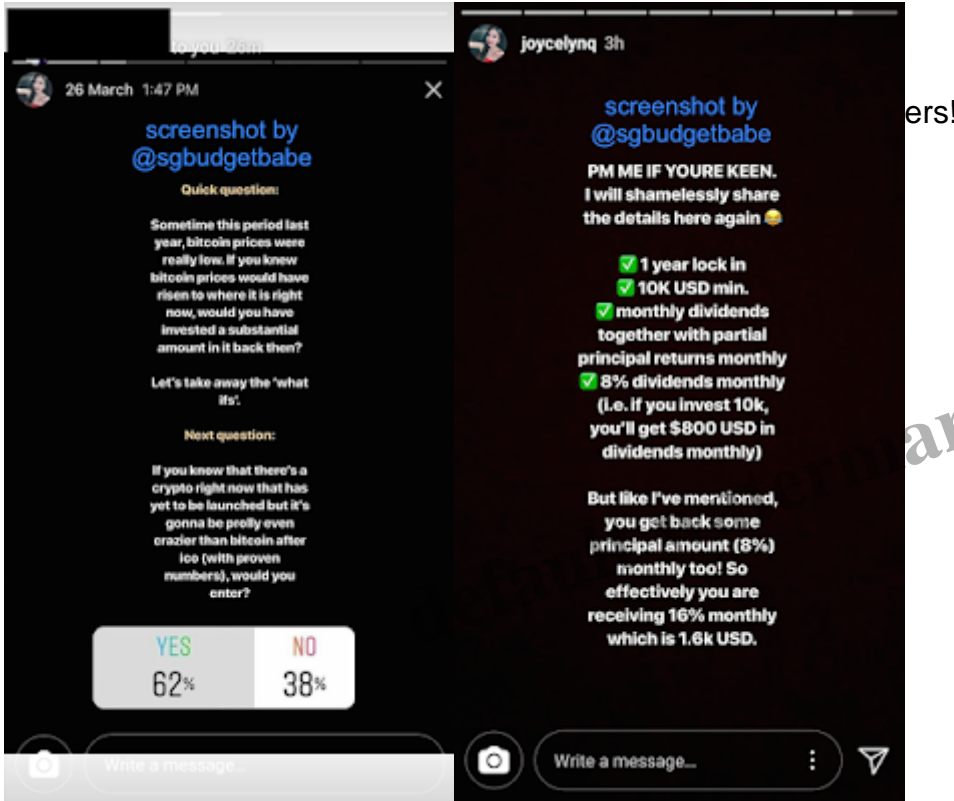 to you 26m
26 March 1:47 PM
screenshot by
@sgbudgetbabe
Quick question:
Sometime this period last
year, bitcoin prices were
really low. If you knew
bitcoin prices would have
risen to where it is right
now, would you have
invested a substantial
amount in it back then?
Let's take away the 'what
ifs'.
Next question:
If you know that there's a
crypto right now that has
yet to be launched but it's
gonna be prolly even
crazier than bitcoin after
ico (with proven
numbers), would you
enter?
YES NO
62% 38%
Write a message...
joycelynq 3h
screenshot by
@sgbudgetbabe
PM ME IF YOURE KEEN.
I will shamelessly share
the details here again 😂
✅ 1 year lock in
✅ 10K USD min.
✅ monthly dividends
together with partial
principal returns monthly
✅ 8% dividends monthly
(i.e. if you invest 10k,
you'll get $800 USD in
dividends monthly)
But like I've mentioned,
you get back some
principal amount (8%)
monthly too! So
effectively you are
receiving 16% monthly
which is 1.6k USD.
Write a message...
ers!